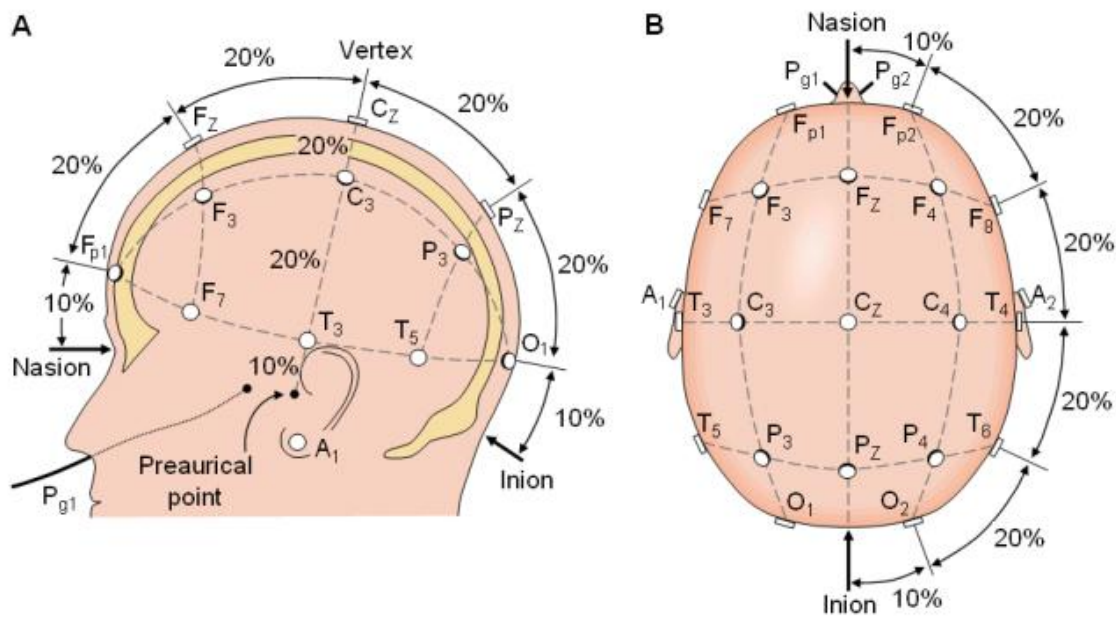 A
20%
Vertex
20%
FZ
CZ
20%
20%
F3
C3
PZ
Fp1
20%
P3
20%
10%
F7
T3
T5
O1
Nasion
10%
10%
A1
Preaurical
point
Inion
Pg1
B
Nasion
10%
Pg1
Pg2
Fp1
Fp2
20%
F7
F3
FZ
F4
F8
20%
A1
T3
C3
CZ
C4
T4
A2
20%
T5
P3
PZ
P4
T6
O1
O2
20%
Inion
10%